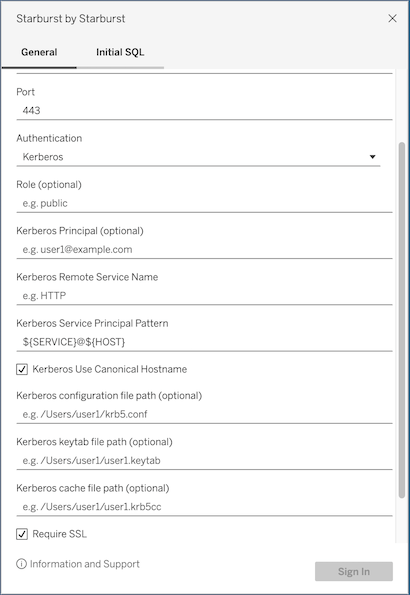 Starburst by Starburst
General
Initial SQL
Port
443
Authentication
Kerberos
Role (optional)
e.g. public
Kerberos Principal (optional)
e.g. user1@example.com
Kerberos Remote Service Name
e.g. HTTP
Kerberos Service Principal Pattern
${SERVICE}@${HOST}
Kerberos Use Canonical Hostname
Kerberos configuration file path (optional)
e.g. /Users/user1/krb5.conf
Kerberos keytab file path (optional)
e.g. /Users/user1/user1.keytab
Kerberos cache file path (optional)
e.g. /Users/user1/user1.krb5cc
Require SSL
Information and Support
Sign In